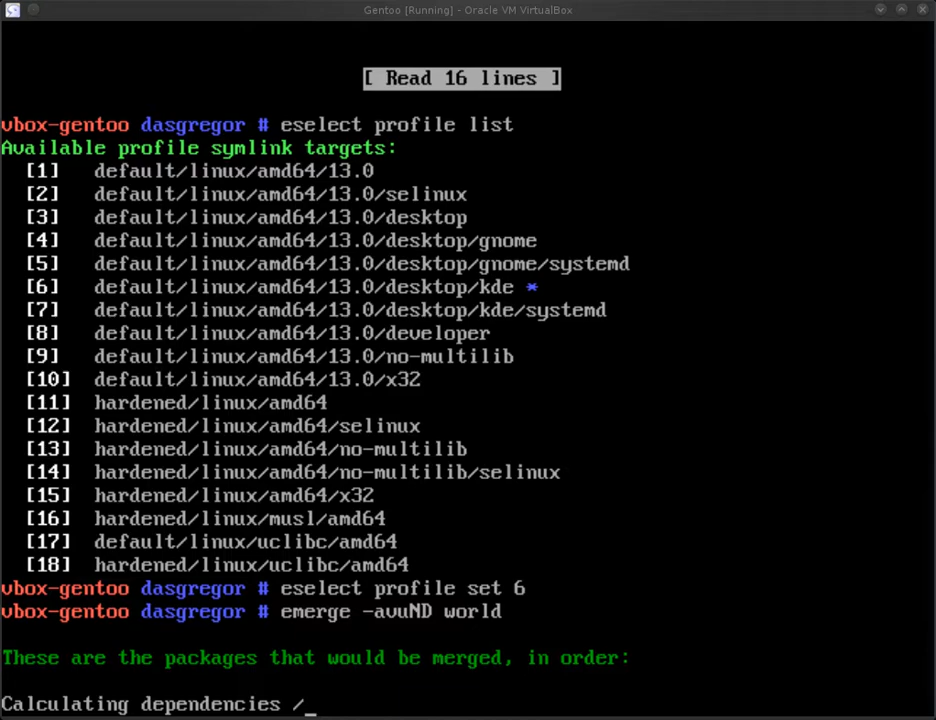 Gentoo [Running] - Oracle VM VirtualBox
[ Read 16 lines ]
vbox-gentoo dasgregor # eselect profile list
Available profile symlink targets:
[1] default/linux/amd64/13.0
[2] default/linux/amd64/13.0/selinux
[3] default/linux/amd64/13.0/desktop
[4] default/linux/amd64/13.0/desktop/gnome
[5] default/linux/amd64/13.0/desktop/gnome/systemd
[6] default/linux/amd64/13.0/desktop/kde *
[7] default/linux/amd64/13.0/desktop/kde/systemd
[8] default/linux/amd64/13.0/developer
[9] default/linux/amd64/13.0/no-multilib
[10] default/linux/amd64/13.0/x32
[11] hardened/linux/amd64
[12] hardened/linux/amd64/selinux
[13] hardened/linux/amd64/no-multilib
[14] hardened/linux/amd64/no-multilib/selinux
[15] hardened/linux/amd64/x32
[16] hardened/linux/musl/amd64
[17] default/linux/uclibc/amd64
[18] hardened/linux/uclibc/amd64
vbox-gentoo dasgregor # eselect profile set 6
vbox-gentoo dasgregor # emerge -avuND world
These are the packages that would be merged, in order:
Calculating dependencies /_